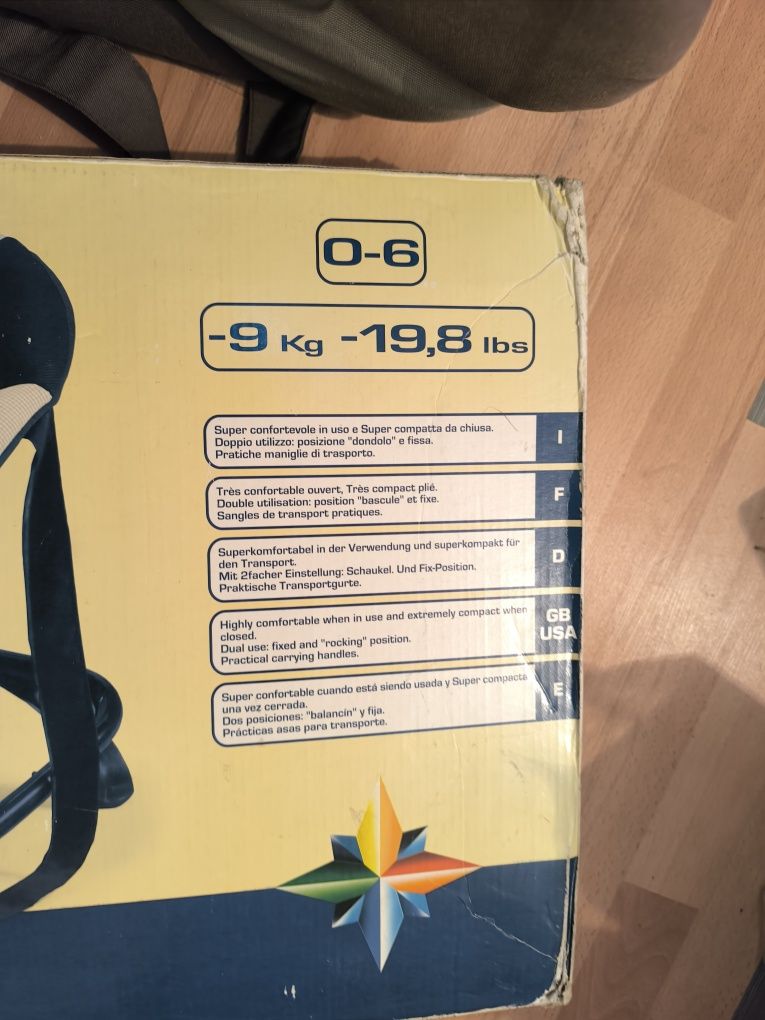 0-6
-9 Kg -19,8 lbs
Super confortevole in uso e Super compatta da chiusa.
Doppio utilizzo: posizione "dondolo" e fissa.
Pratiche maniglie di trasporto.
I
Très confortable ouvert, Très compact plié.
Double utilisation: position "bascule" et fixe.
Sangles de transport pratiques.
F
Superkomfortabel in der Verwendung und superkompakt für
den Transport.
Mit 2facher Einstellung: Schaukel. Und Fix-Position.
Praktische Transportgurte.
D
Highly comfortable when in use and extremely compact when
closed.
Dual use: fixed and "rocking" position.
Practical carrying handles.
GB
USA
Super confortable cuando está siendo usada y Super compacta
una vez cerrada.
Dos posiciones: "balancín" y fija.
Prácticas asas para transporte.
E